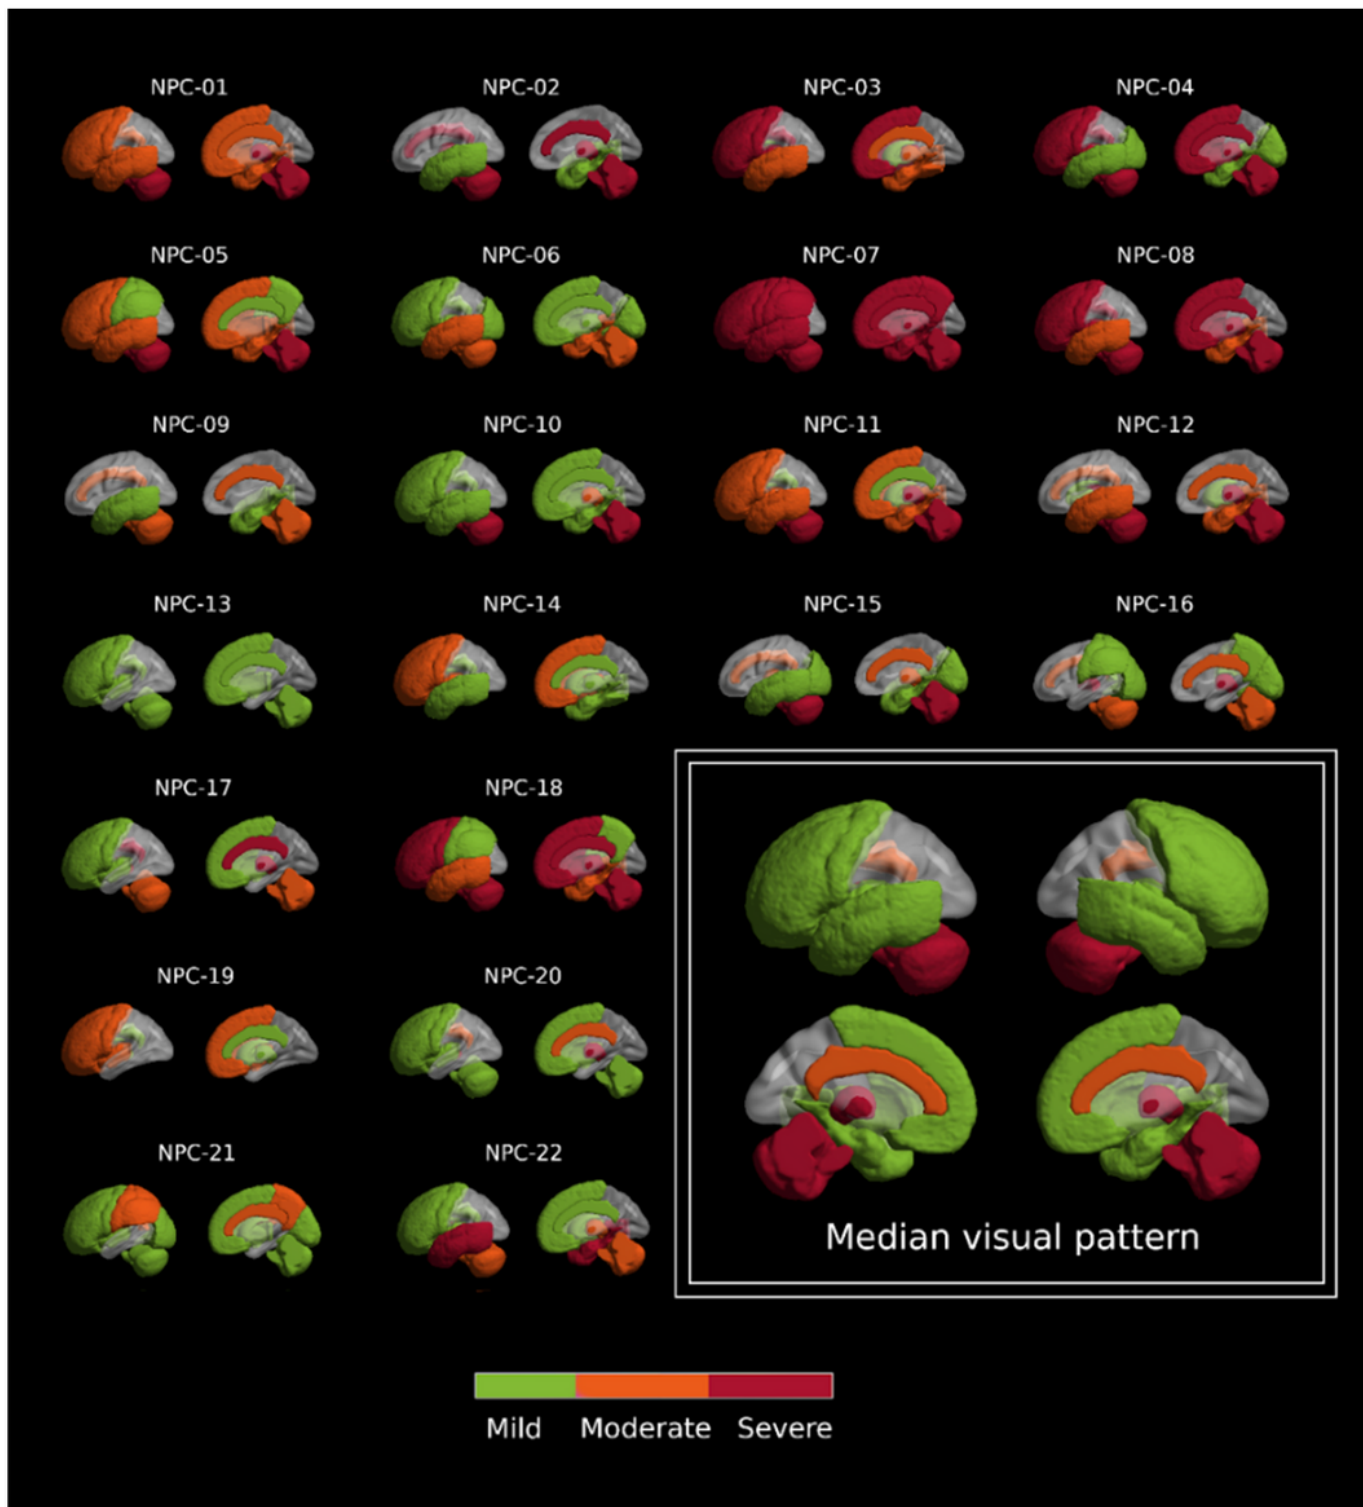 NPC-01 NPC-02 NPC-03 NPC-04
NPC-05 NPC-06 NPC-07 NPC-08
NPC-09 NPC-10 NPC-11 NPC-12
NPC-13 NPC-14 NPC-15 NPC-16
NPC-17 NPC-18
NPC-19 NPC-20
NPC-21 NPC-22
Median visual pattern
Mild Moderate Severe